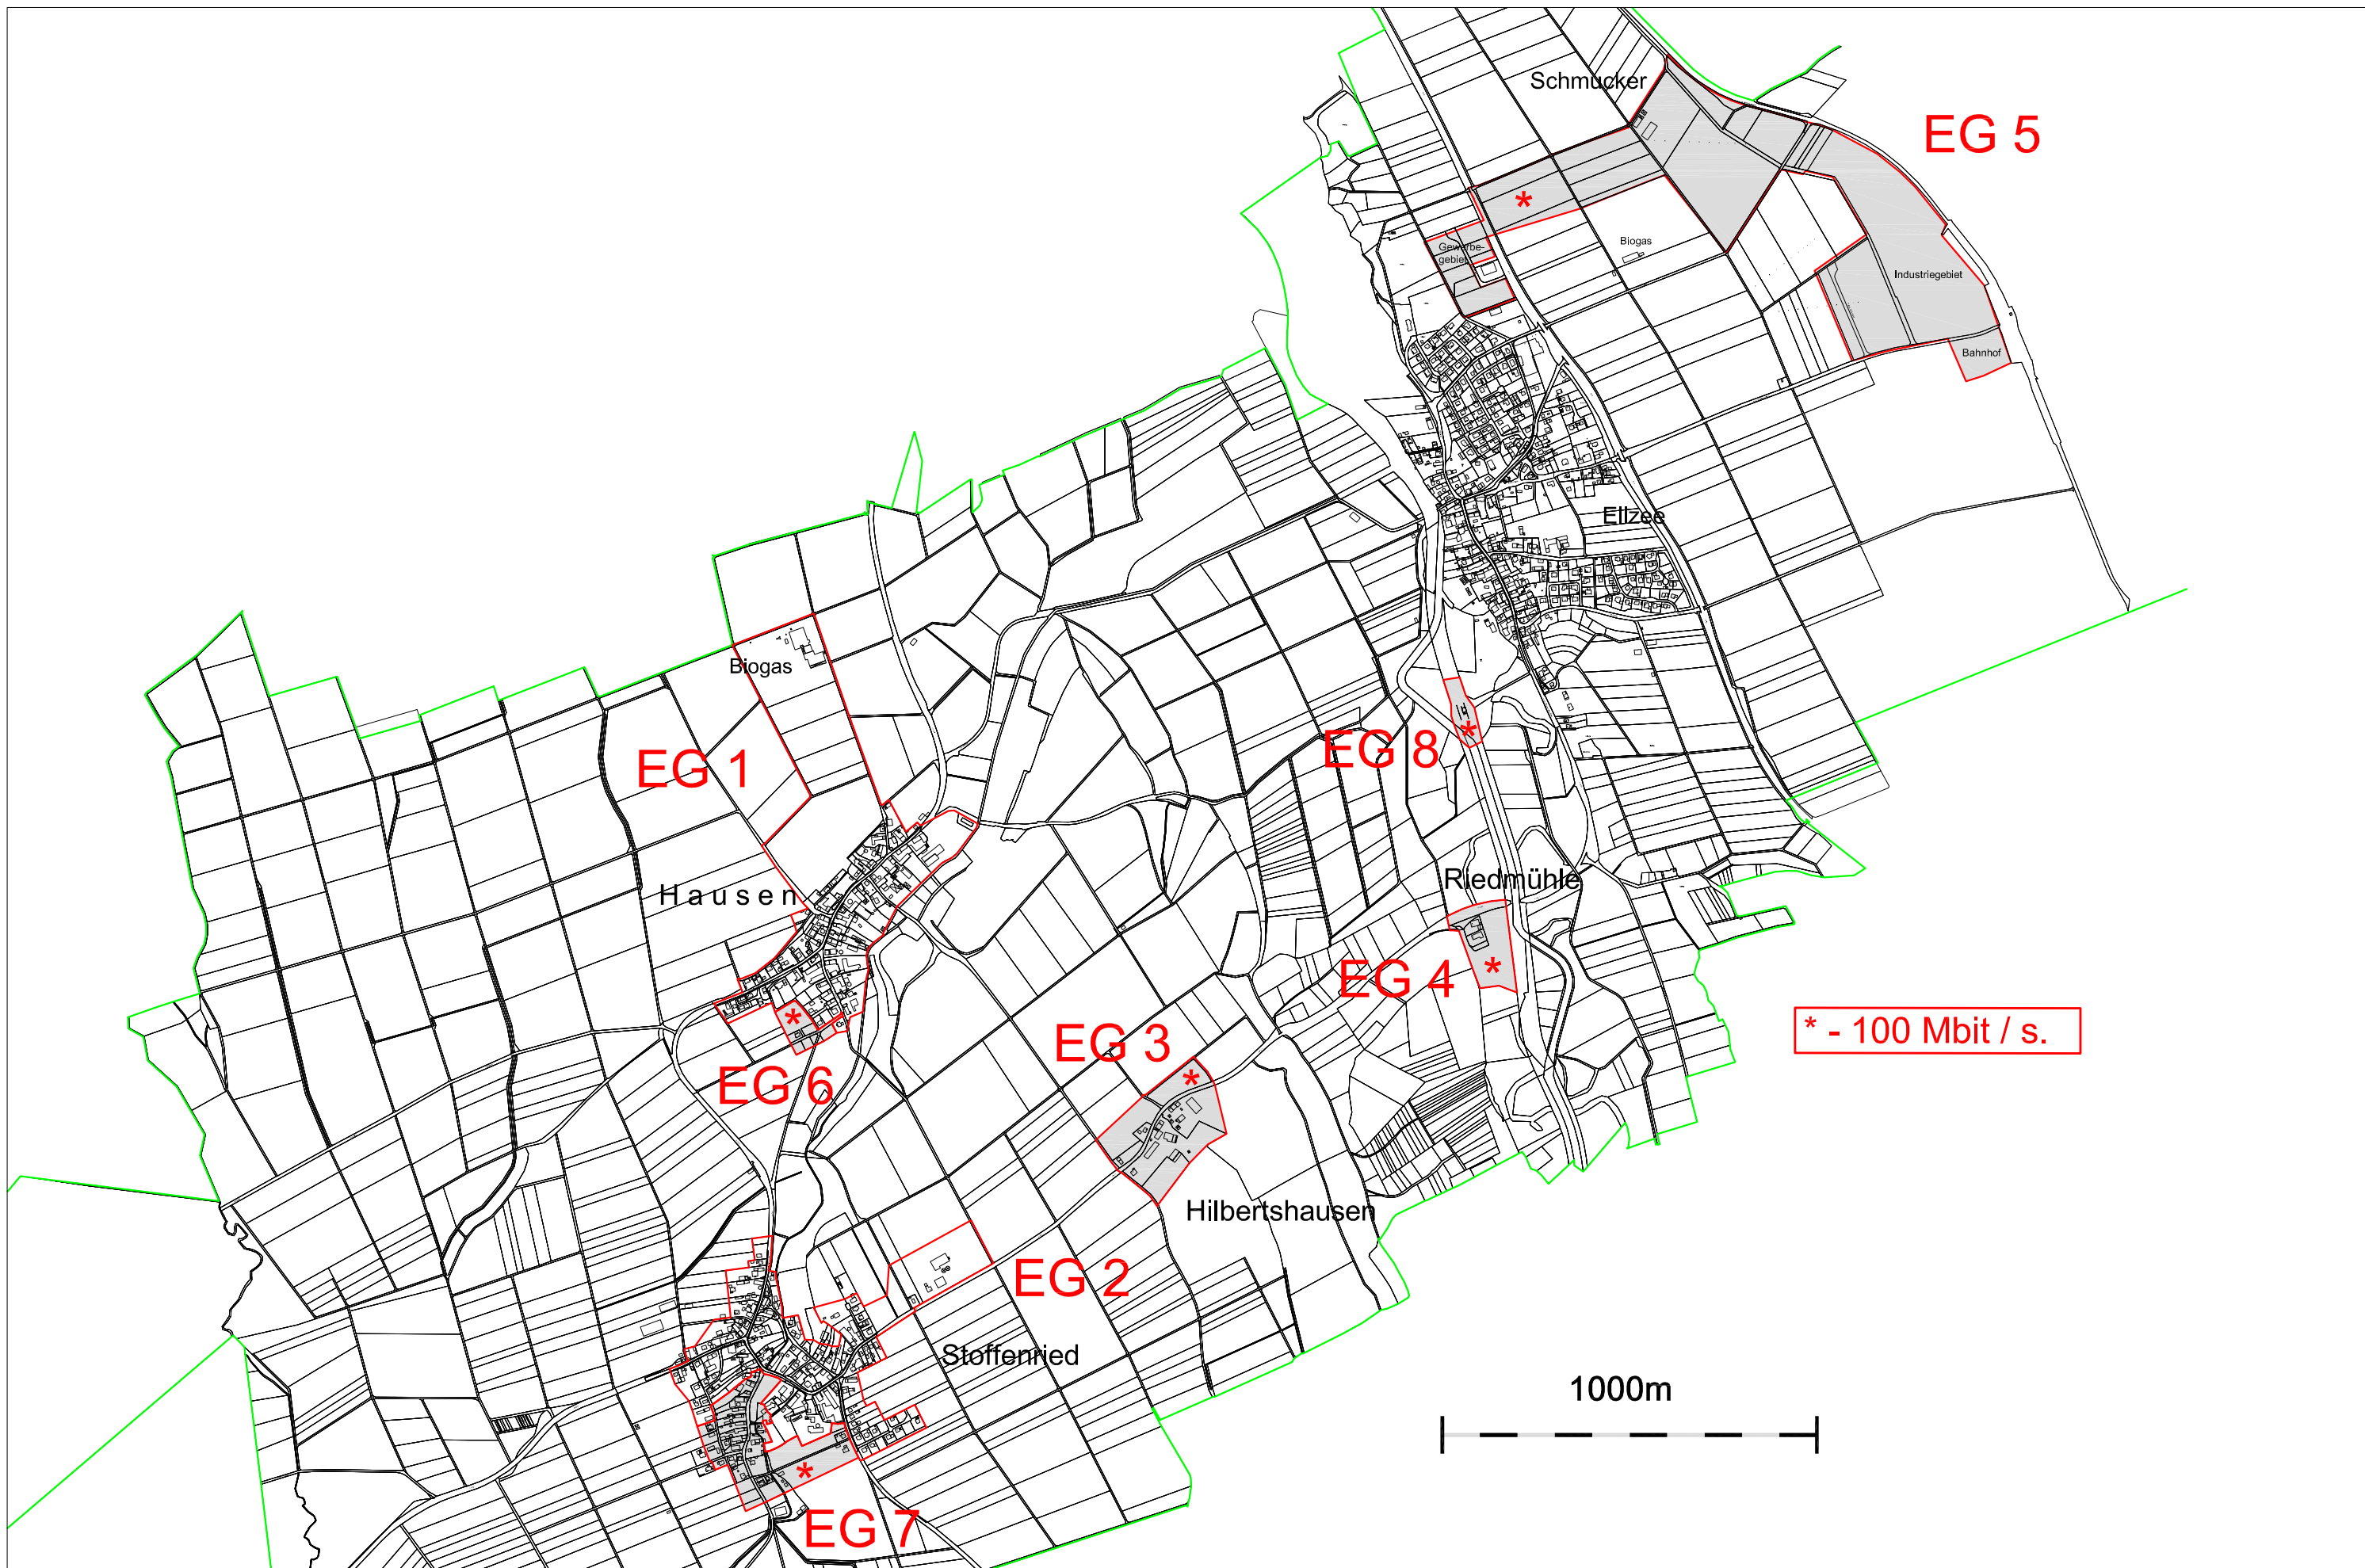 Schmucker
EG 5
*
Gewerbe-
gebiet
Biogas
Industriegebiet
Bahnhof
Ellzee
Biogas
EG 1
EG 8
*
Hausen
Riedmühle
EG 4
*
*
EG 6
EG 3
*
* - 100 Mbit / s.
Hilbertshausen
EG 2
Stoffenried
1000m
*
EG 7